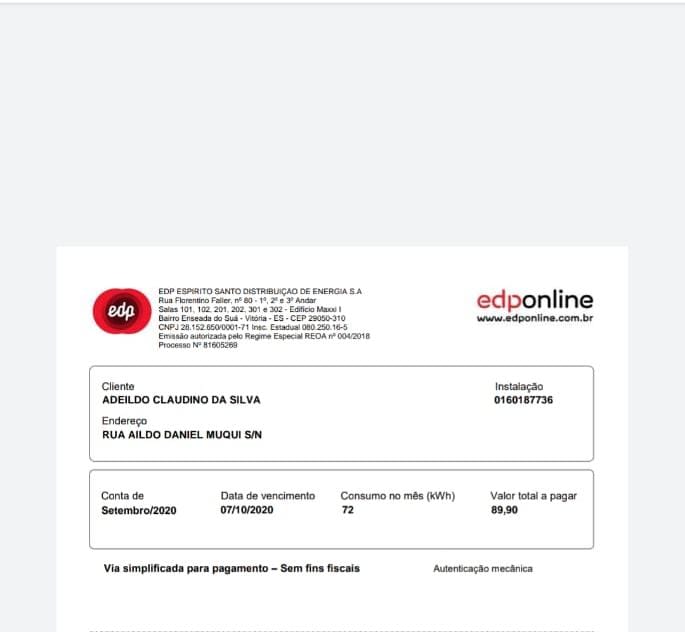 edp
EDP ESPIRITO SANTO DISTRIBUIÇAO DE ENERGIA S.A
Rua Florentino Faller, nº 80 - 1º, 2º e 3º Andar
Salas 101, 102, 201, 202, 301 e 302 - Edifício Maxxi I
Bairro Enseada do Suá - Vitória - ES - CEP 29050-310
CNPJ 28.152.650/0001-71 Insc. Estadual 080.250.16-5
Emissão autorizada pelo Regime Especial REOA nº 004/2018
Processo Nº 81605269
edponline
www.edponline.com.br
Cliente
ADEILDO CLAUDINO DA SILVA
Instalação
0160187736
Endereço
RUA AILDO DANIEL MUQUI S/N
Conta de
Setembro/2020
Data de vencimento
07/10/2020
Consumo no mês (kWh)
72
Valor total a pagar
89,90
Via simplificada para pagamento – Sem fins fiscais
Autenticação mecânica